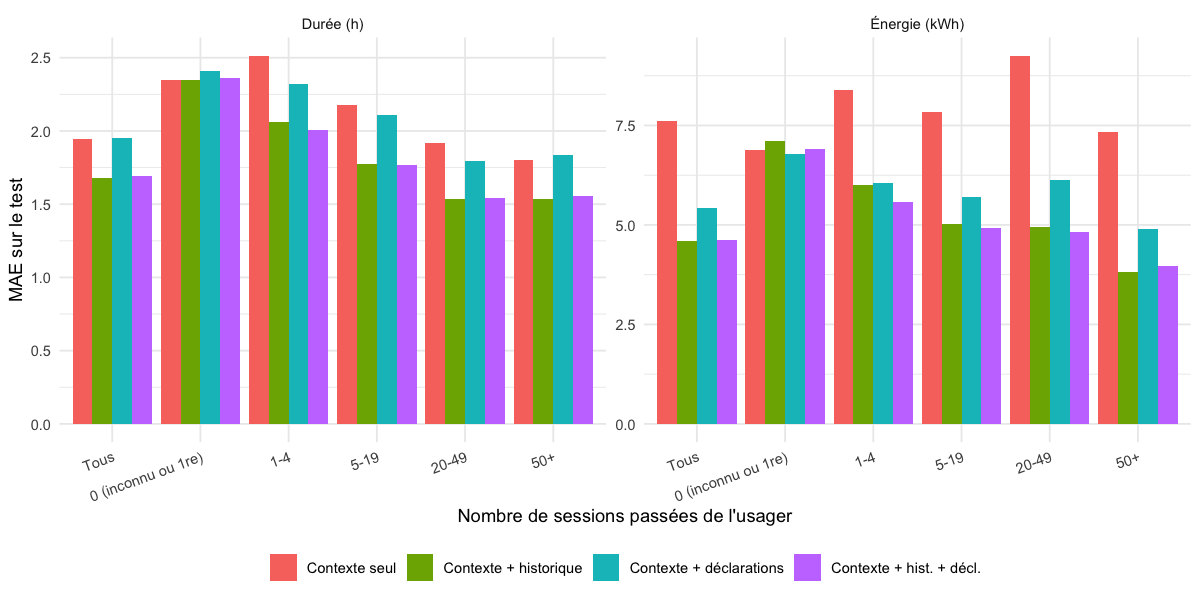 Durée (h)
Énergie (kWh)
MAE sur le test
2.5
2.0
1.5
1.0
0.5
0.0
7.5
5.0
2.5
0.0
Tous
0 (inconnu ou 1re)
1-4
5-19
20-49
50+
Tous
0 (inconnu ou 1re)
1-4
5-19
20-49
50+
Nombre de sessions passées de l'usager
Contexte seul
Contexte + historique
Contexte + déclarations
Contexte + hist. + décl.